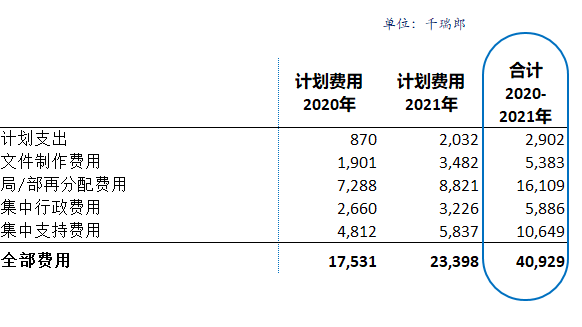 单位：千瑞郎
计划费用 计划费用 合计
2020年 2021年 2020-
2021年
计划支出 870 2,032 2,902
文件制作费用 1,901 3,482 5,383
局/部再分配费用 7,288 8,821 16,109
集中行政费用 2,660 3,226 5,886
集中支持费用 4,812 5,837 10,649
全部费用 17,531 23,398 40,929